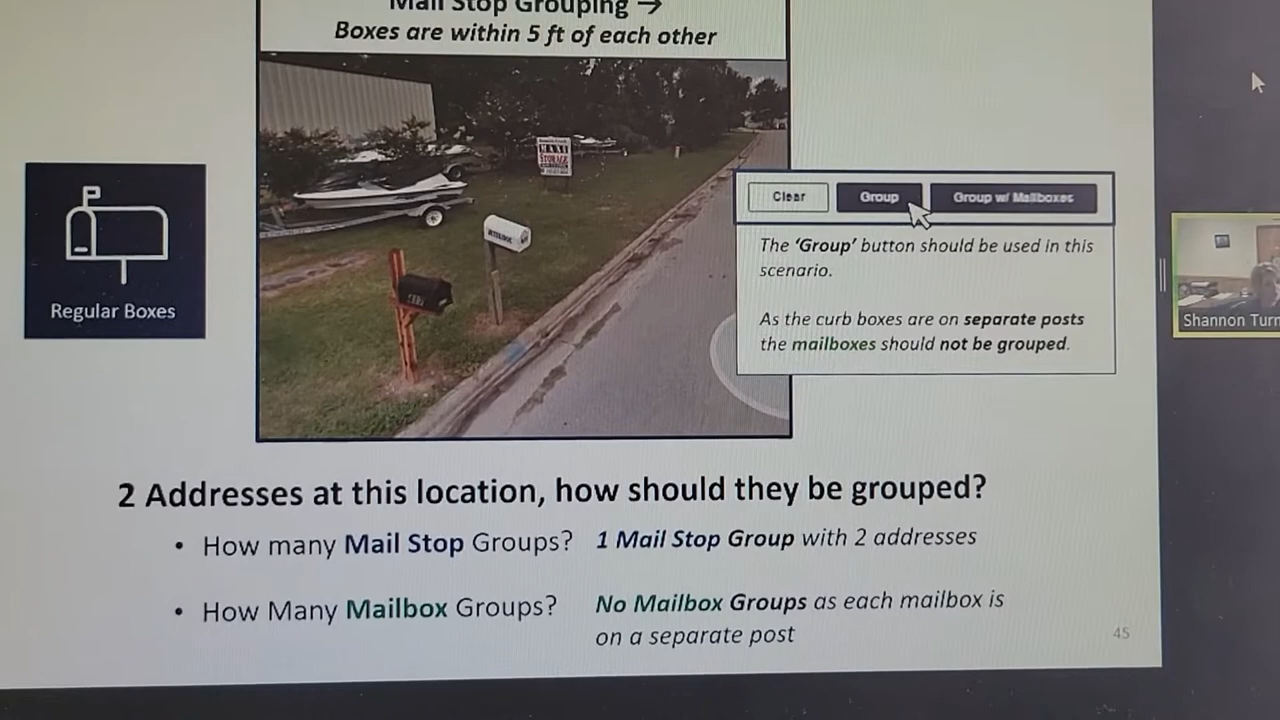 Mail Stop Grouping →
Boxes are within 5 ft of each other
MAXI
STORAGE
417
Regular Boxes
Clear
Group
Group w/ Mailboxes
The ‘Group’ button should be used in this
scenario.
As the curb boxes are on separate posts
the mailboxes should not be grouped.
Shannon Turn
2 Addresses at this location, how should they be grouped?
• How many Mail Stop Groups? 1 Mail Stop Group with 2 addresses
• How Many Mailbox Groups? No Mailbox Groups as each mailbox is
on a separate post
45